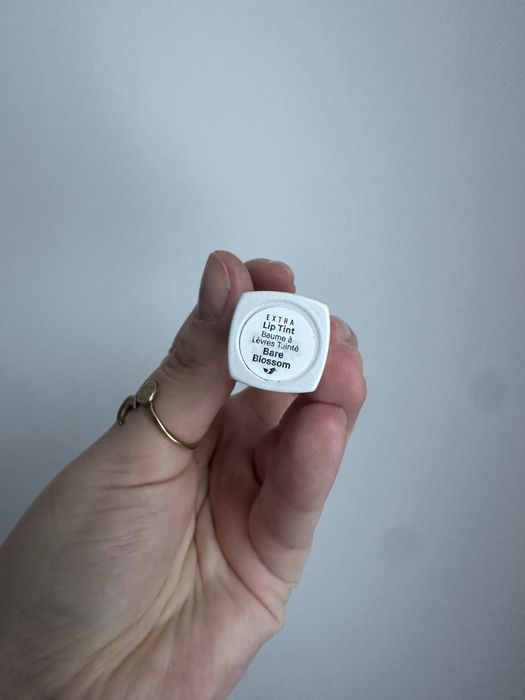 EXTRA
Lip Tint
Baume à
Lèvres Teinté
Bare
Blossom